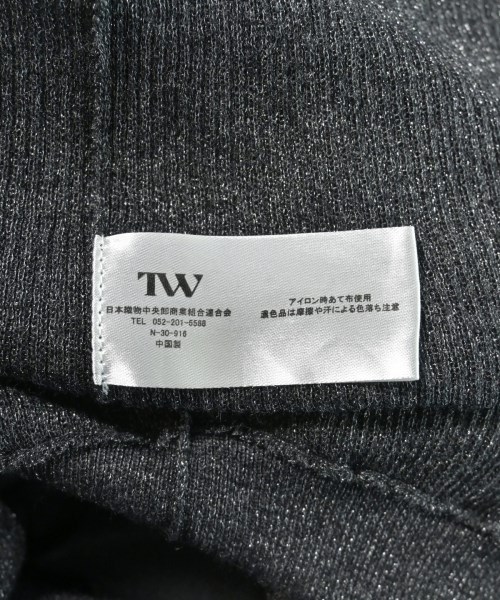 TW
日本織物中央卸商業組合連合会
TEL 052-201-5588
N-30-916
中国製
アイロン時あて布使用
濃色品は摩擦や汗による色落ち注意